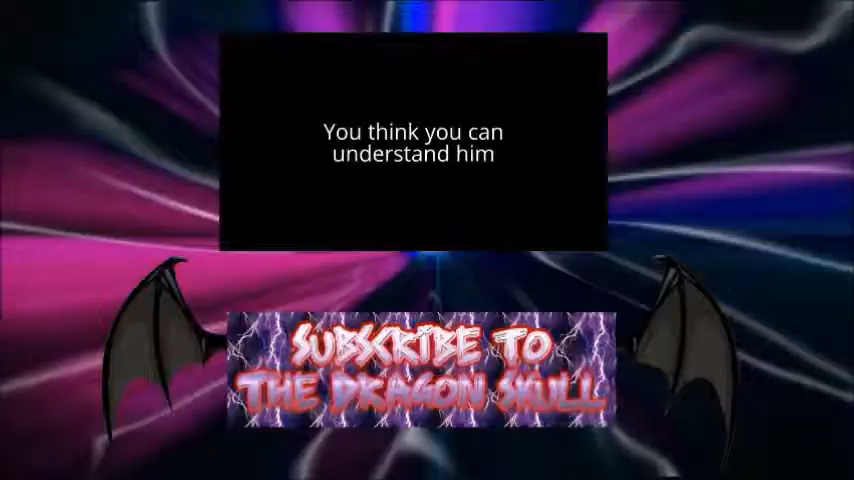 You think you can
understand him
SUBSCRIBE TO
THE DRAGON SKULL